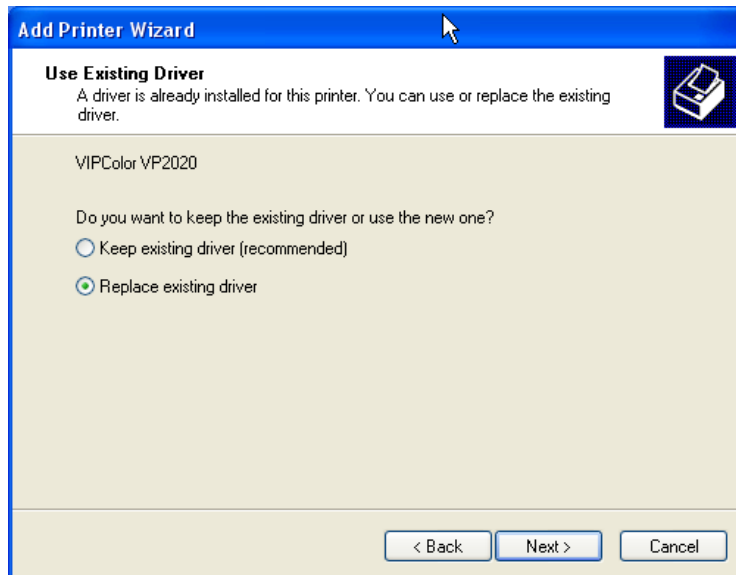 Add Printer Wizard
Use Existing Driver
A driver is already installed for this printer. You can use or replace the existing
driver.
VIPColor VP2020
Do you want to keep the existing driver or use the new one?
Keep existing driver (recommended)
Replace existing driver
< Back Next > Cancel